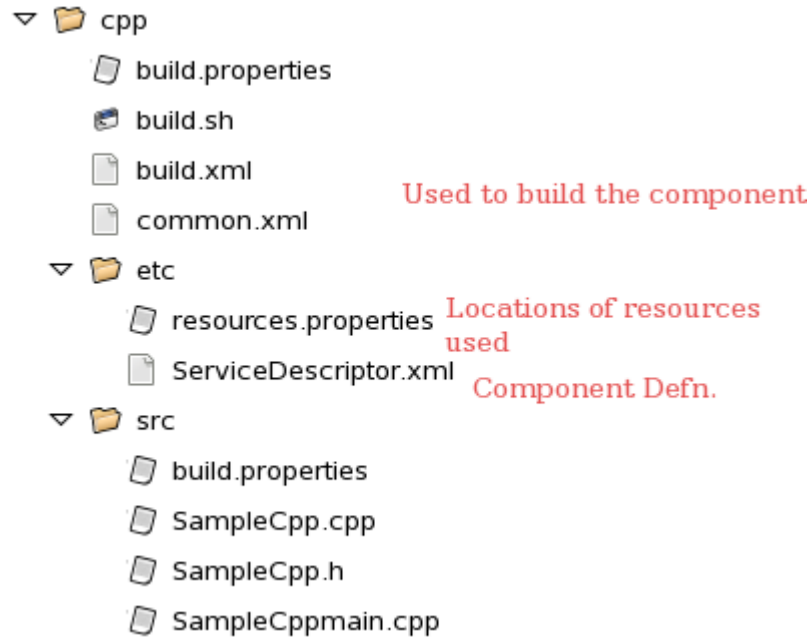 cpp
build.properties
build.sh
build.xml
Used to build the component
common.xml
etc
resources.properties
Locations of resources
used
ServiceDescriptor.xml
Component Defn.
src
build.properties
SampleCpp.cpp
SampleCpp.h
SampleCppmain.cpp